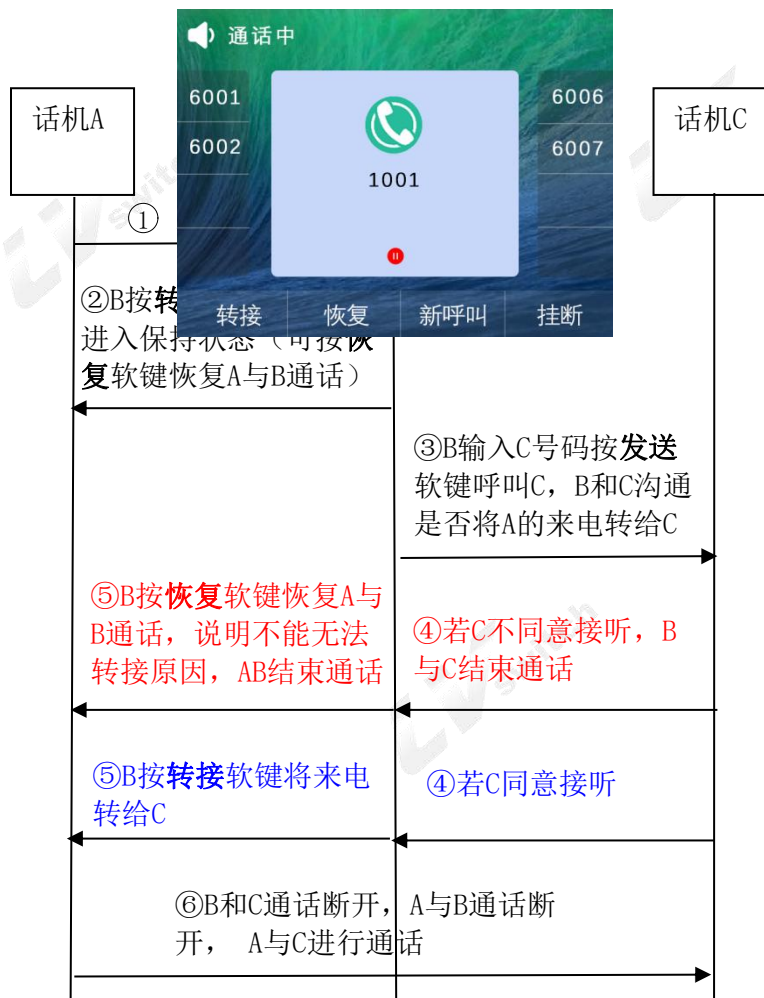 通话中
6001
6002
6006
6007
1001
转接
恢复
新呼叫
挂断
话机A
话机C
①
②B按转
进入保持状态（可按恢
复软键恢复A与B通话）
③B输入C号码按发送
软键呼叫C，B和C沟通
是否将A的来电转给C
⑤B按恢复软键恢复A与
B通话，说明不能无法
转接原因，AB结束通话
④若C不同意接听，B
与C结束通话
⑤B按转接软键将来电
转给C
④若C同意接听
⑥B和C通话断开，A与B通话断
开， A与C进行通话